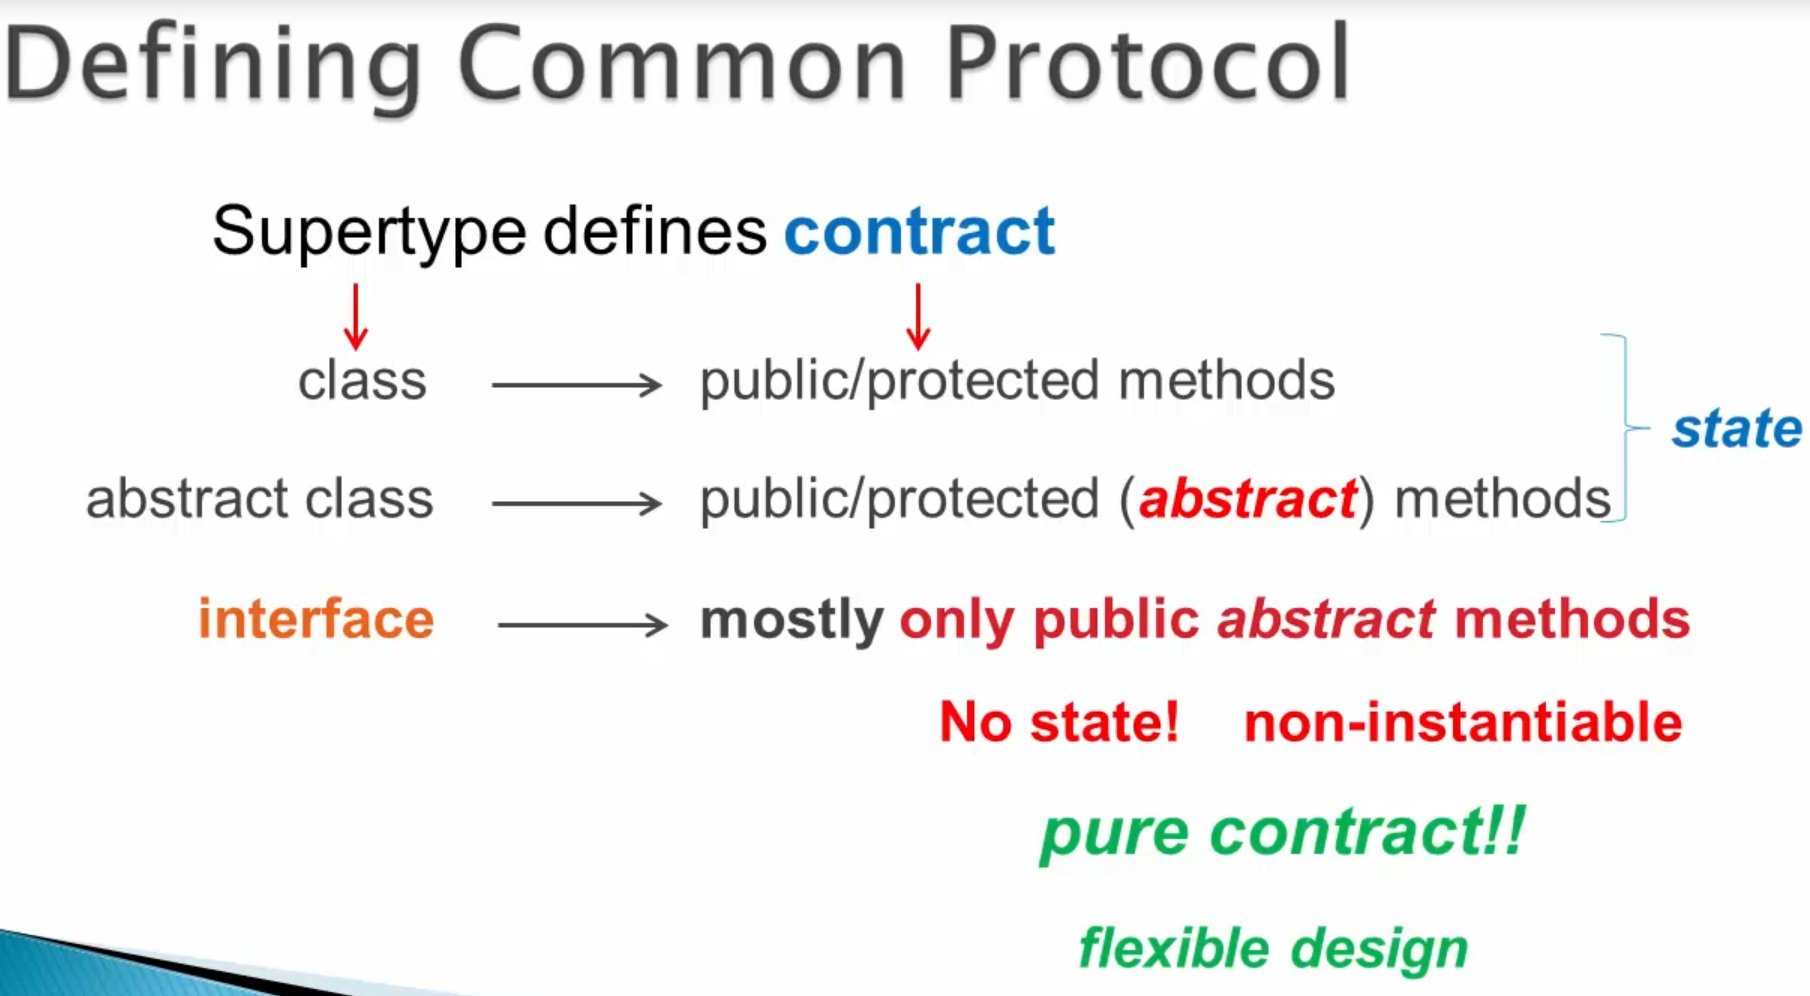 Defining Common Protocol
Supertype defines contract
class public/protected methods
state
abstract class public/protected (abstract) methods
interface mostly only public abstract methods
No state! non-instantiable
pure contract!!
flexible design